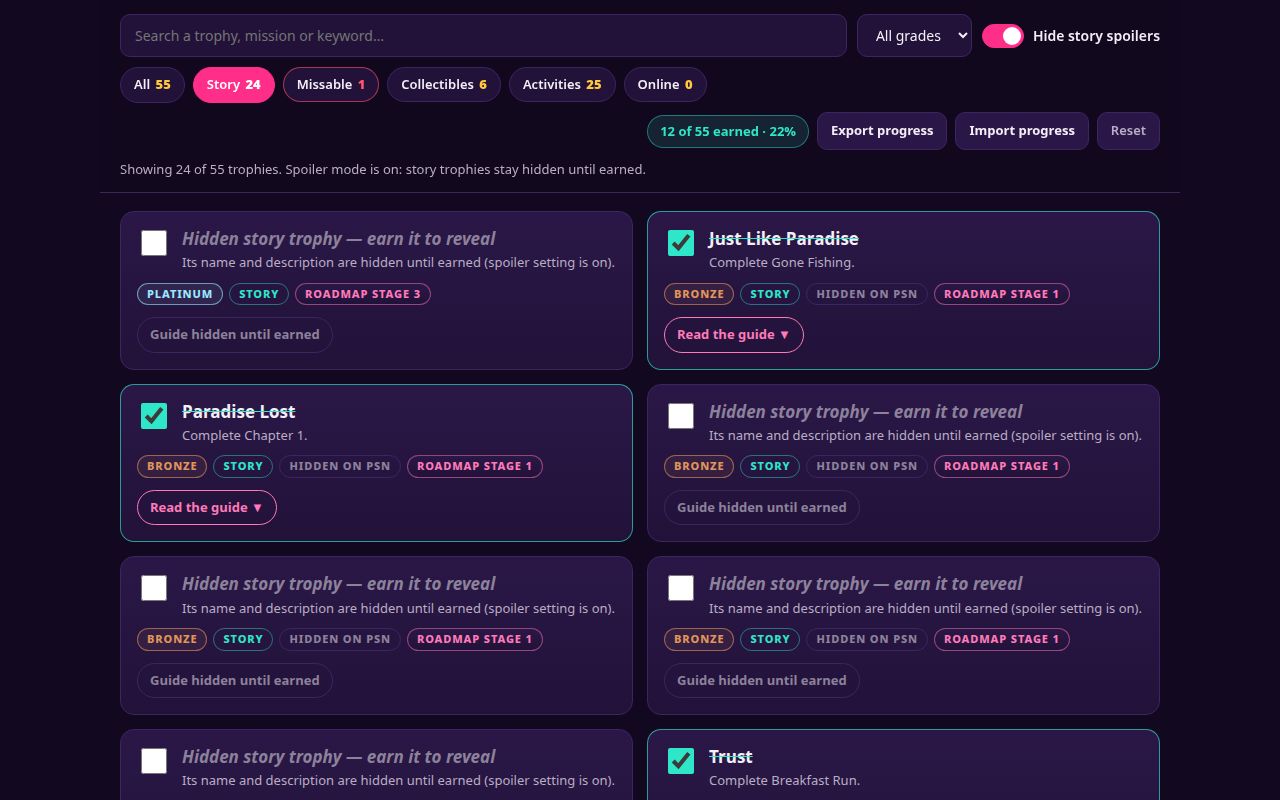 Search a trophy, mission or keyword...
All grades
Hide story spoilers
All 55
Story 24
Missable 1
Collectibles 6
Activities 25
Online 0
12 of 55 earned · 22%
Export progress
Import progress
Reset
Showing 24 of 55 trophies. Spoiler mode is on: story trophies stay hidden until earned.
Hidden story trophy — earn it to reveal
Its name and description are hidden until earned (spoiler setting is on).
PLATINUM STORY ROADMAP STAGE 3
Guide hidden until earned
Just Like Paradise
Complete Gone Fishing.
BRONZE STORY HIDDEN ON PSN ROADMAP STAGE 1
Read the guide ▼
Paradise Lost
Complete Chapter 1.
BRONZE STORY HIDDEN ON PSN ROADMAP STAGE 1
Read the guide ▼
Hidden story trophy — earn it to reveal
Its name and description are hidden until earned (spoiler setting is on).
BRONZE STORY HIDDEN ON PSN ROADMAP STAGE 1
Guide hidden until earned
Hidden story trophy — earn it to reveal
Its name and description are hidden until earned (spoiler setting is on).
BRONZE STORY HIDDEN ON PSN ROADMAP STAGE 1
Guide hidden until earned
Hidden story trophy — earn it to reveal
Its name and description are hidden until earned (spoiler setting is on).
BRONZE STORY HIDDEN ON PSN ROADMAP STAGE 1
Guide hidden until earned
Hidden story trophy — earn it to reveal
Its name and description are hidden until earned (spoiler setting is on).
Trust
Complete Breakfast Run.